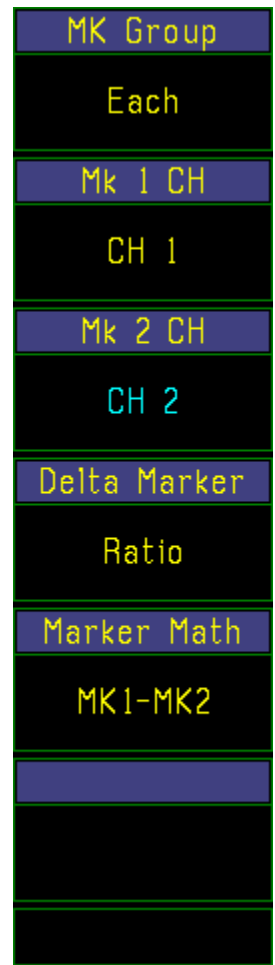 MK Group
Each
Mk 1 CH
CH 1
Mk 2 CH
CH 2
Delta Marker
Ratio
Marker Math
MK1-MK2